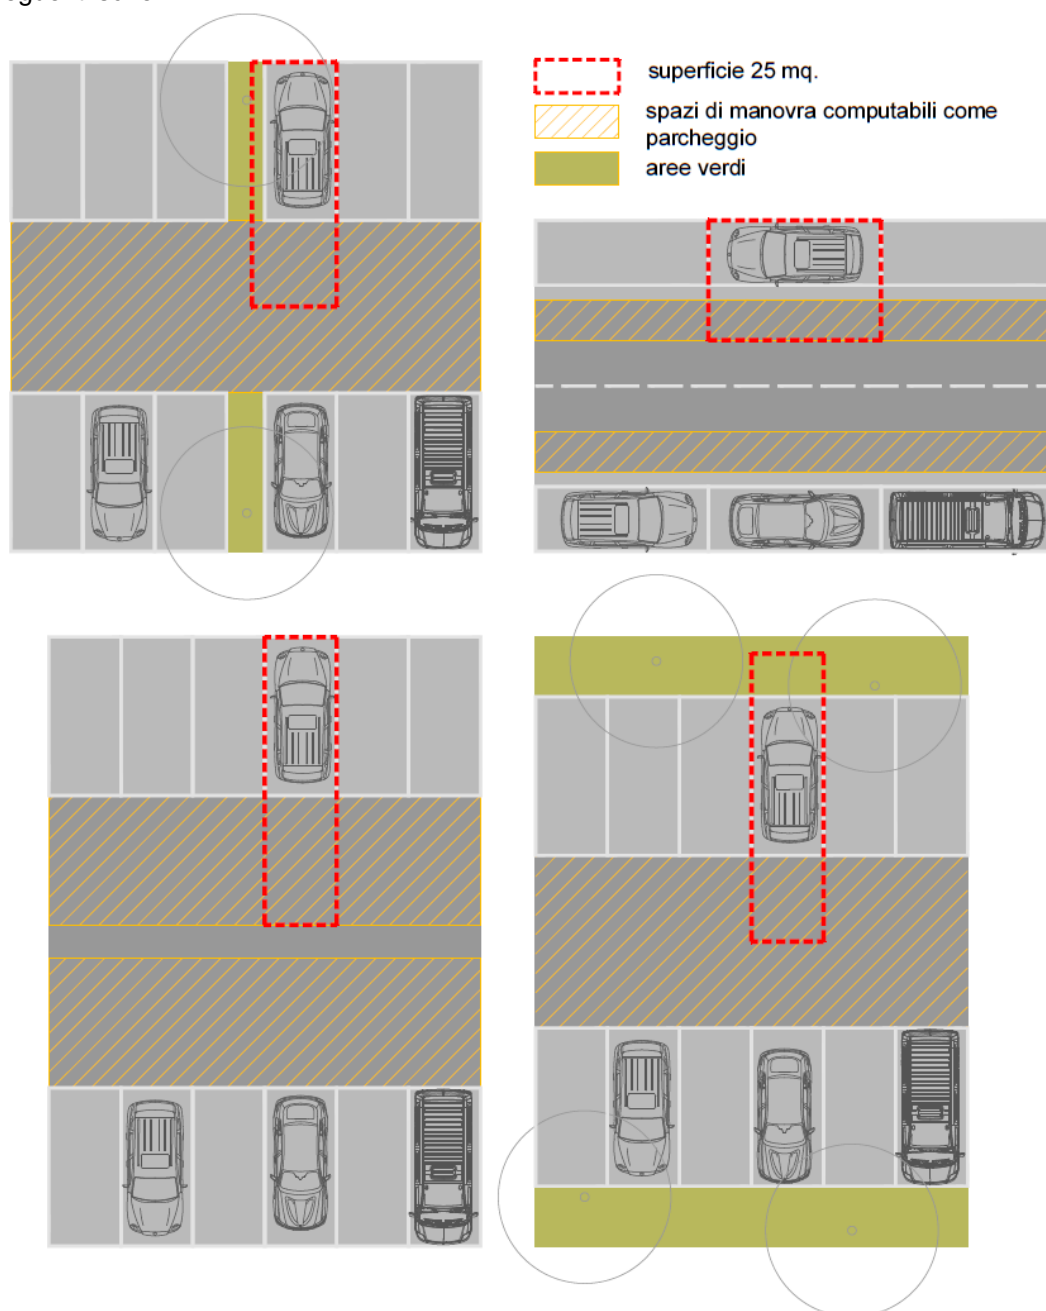 superficie 25 mq.
spazi di manovra computabili come
parcheggio
aree verdi